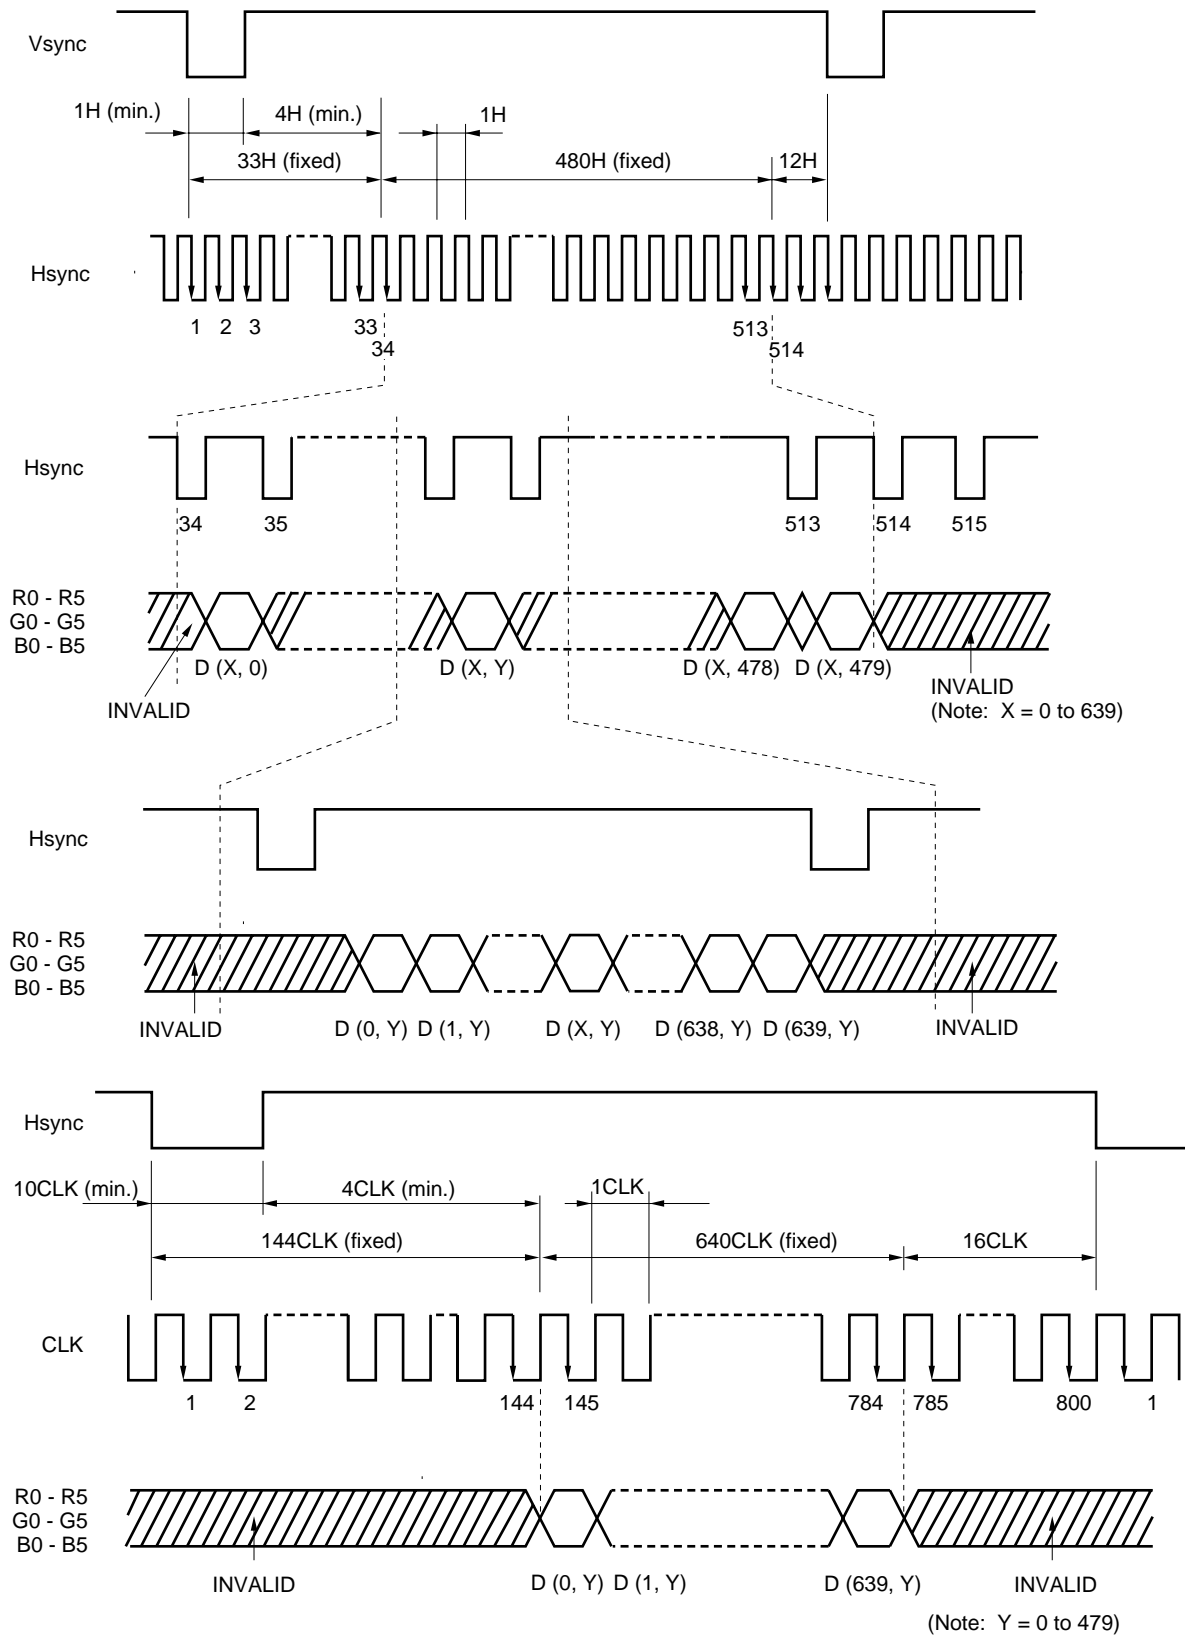 Vsync
1H (min.) 4H (min.) 1H
33H (fixed) 480H (fixed) 12H
Hsync
1 2 3 33 513
34 514
Hsync
34 35 513 514 515
R0 - R5
G0 - G5
B0 - B5
D (X, 0) D (X, Y) D (X, 478) D (X, 479)
INVALID
INVALID
(Note: X = 0 to 639)
Hsync
R0 - R5
G0 - G5
B0 - B5
INVALID D (0, Y) D (1, Y) D (X, Y) D (638, Y) D (639, Y) INVALID
Hsync
10CLK (min.) 4CLK (min.) 1CLK
144CLK (fixed) 640CLK (fixed) 16CLK
CLK
1 2 144 145 784 785 800 1
R0 - R5
G0 - G5
B0 - B5
INVALID D (0, Y) D (1, Y) D (639, Y) INVALID
(Note: Y = 0 to 479)